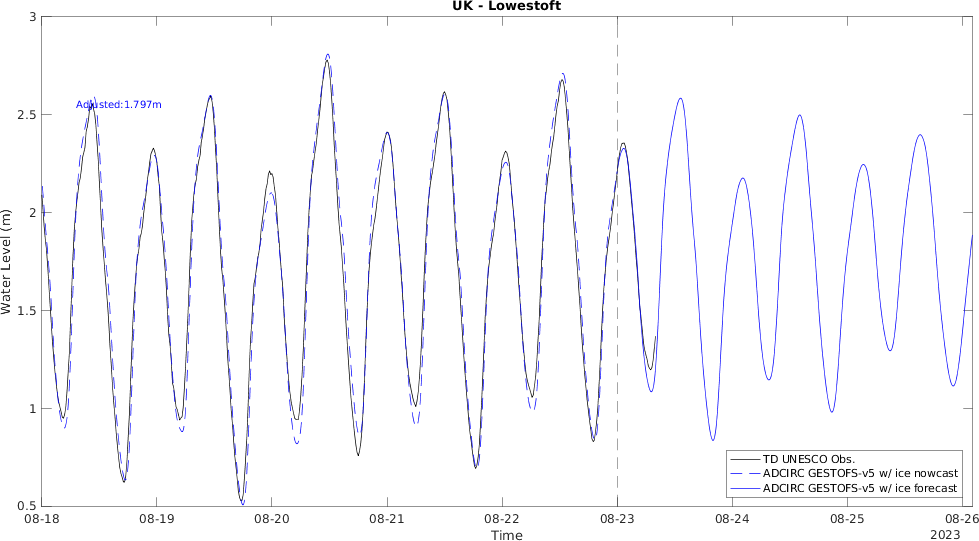 UK - Lowestoft
3
2.5
2
1.5
1
0.5
Water Level (m)
Adjusted:1.797m
TD UNESCO Obs.
ADCIRC GESTOFS-v5 w/ ice nowcast
ADCIRC GESTOFS-v5 w/ ice forecast
08-18 08-19 08-20 08-21 08-22 08-23 08-24 08-25 08-26
Time
2023